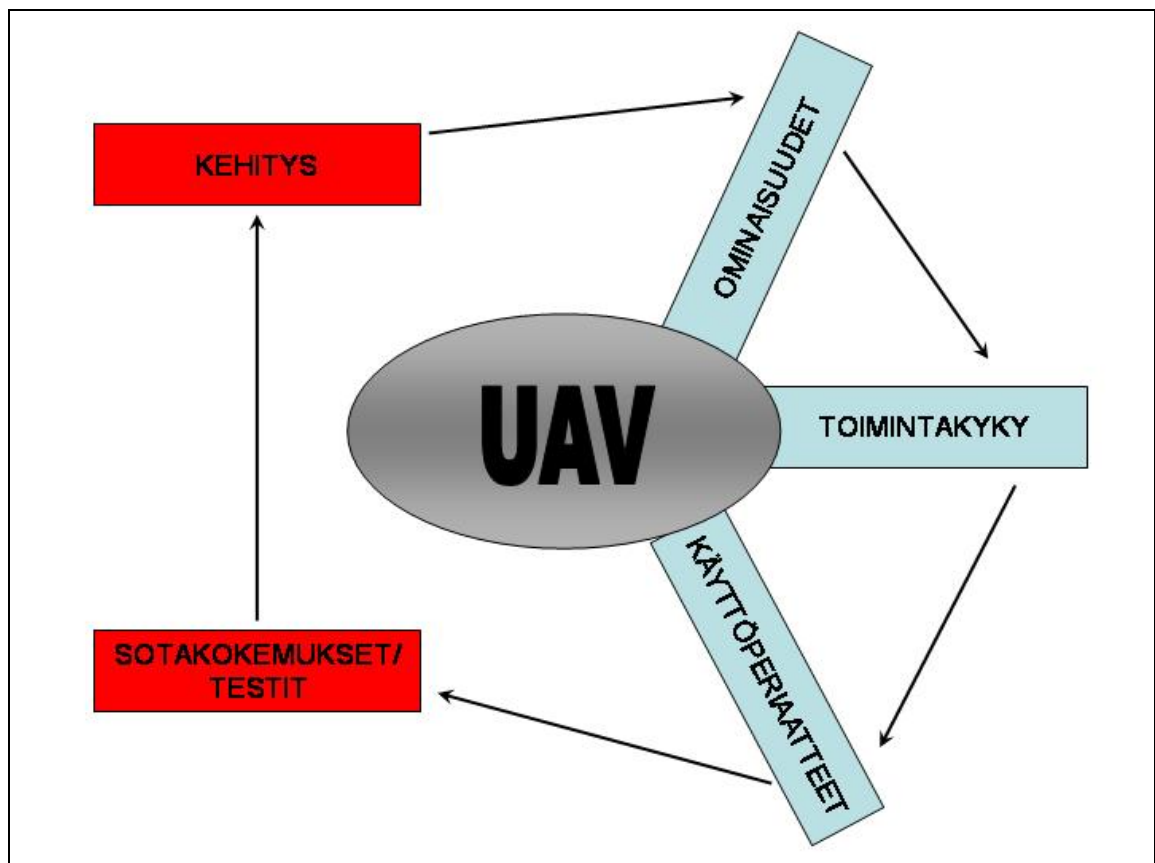 KEHITYS
OMINAISUUDET
UAV
TOIMINTAKYKY
KÄYTTÖPERIAATTEET
SOTAKOKEMUKSET/
TESTIT